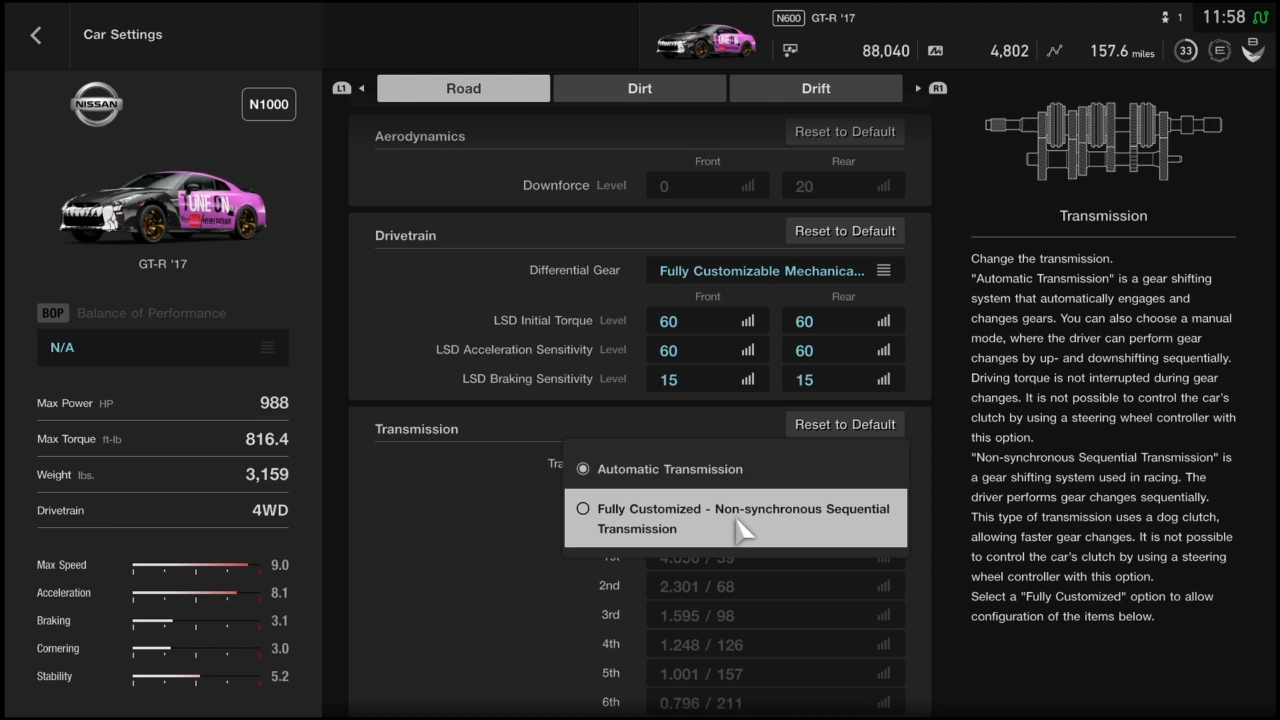 Car Settings
N600 GT-R '17
1
11:58
88,040
4,802
157.6 miles
33
E
B
NISSAN
N1000
GT-R '17
BOP Balance of Performance
N/A
Max Power HP 988
Max Torque ft-lb 816.4
Weight lbs. 3,159
Drivetrain 4WD
Max Speed 9.0
Acceleration 8.1
Braking 3.1
Cornering 3.0
Stability 5.2
L1 Road Dirt Drift R1
Aerodynamics Reset to Default
Front Rear
Downforce Level 0 20
Drivetrain Reset to Default
Differential Gear Fully Customizable Mechanica...
Front Rear
LSD Initial Torque Level 60 60
LSD Acceleration Sensitivity Level 60 60
LSD Braking Sensitivity Level 15 15
Transmission Reset to Default
Tra
Automatic Transmission
Fully Customized - Non-synchronous Sequential
Transmission
2nd 2.301 / 68
3rd 1.595 / 98
4th 1.248 / 126
5th 1.001 / 157
6th 0.796 / 211
Transmission
Change the transmission.
"Automatic Transmission" is a gear shifting
system that automatically engages and
changes gears. You can also choose a manual
mode, where the driver can perform gear
changes by up- and downshifting sequentially.
Driving torque is not interrupted during gear
changes. It is not possible to control the car's
clutch by using a steering wheel controller with
this option.
"Non-synchronous Sequential Transmission" is
a gear shifting system used in racing. The
driver performs gear changes sequentially.
This type of transmission uses a dog clutch,
allowing faster gear changes. It is not possible
to control the car's clutch by using a steering
wheel controller with this option.
Select a "Fully Customized" option to allow
configuration of the items below.